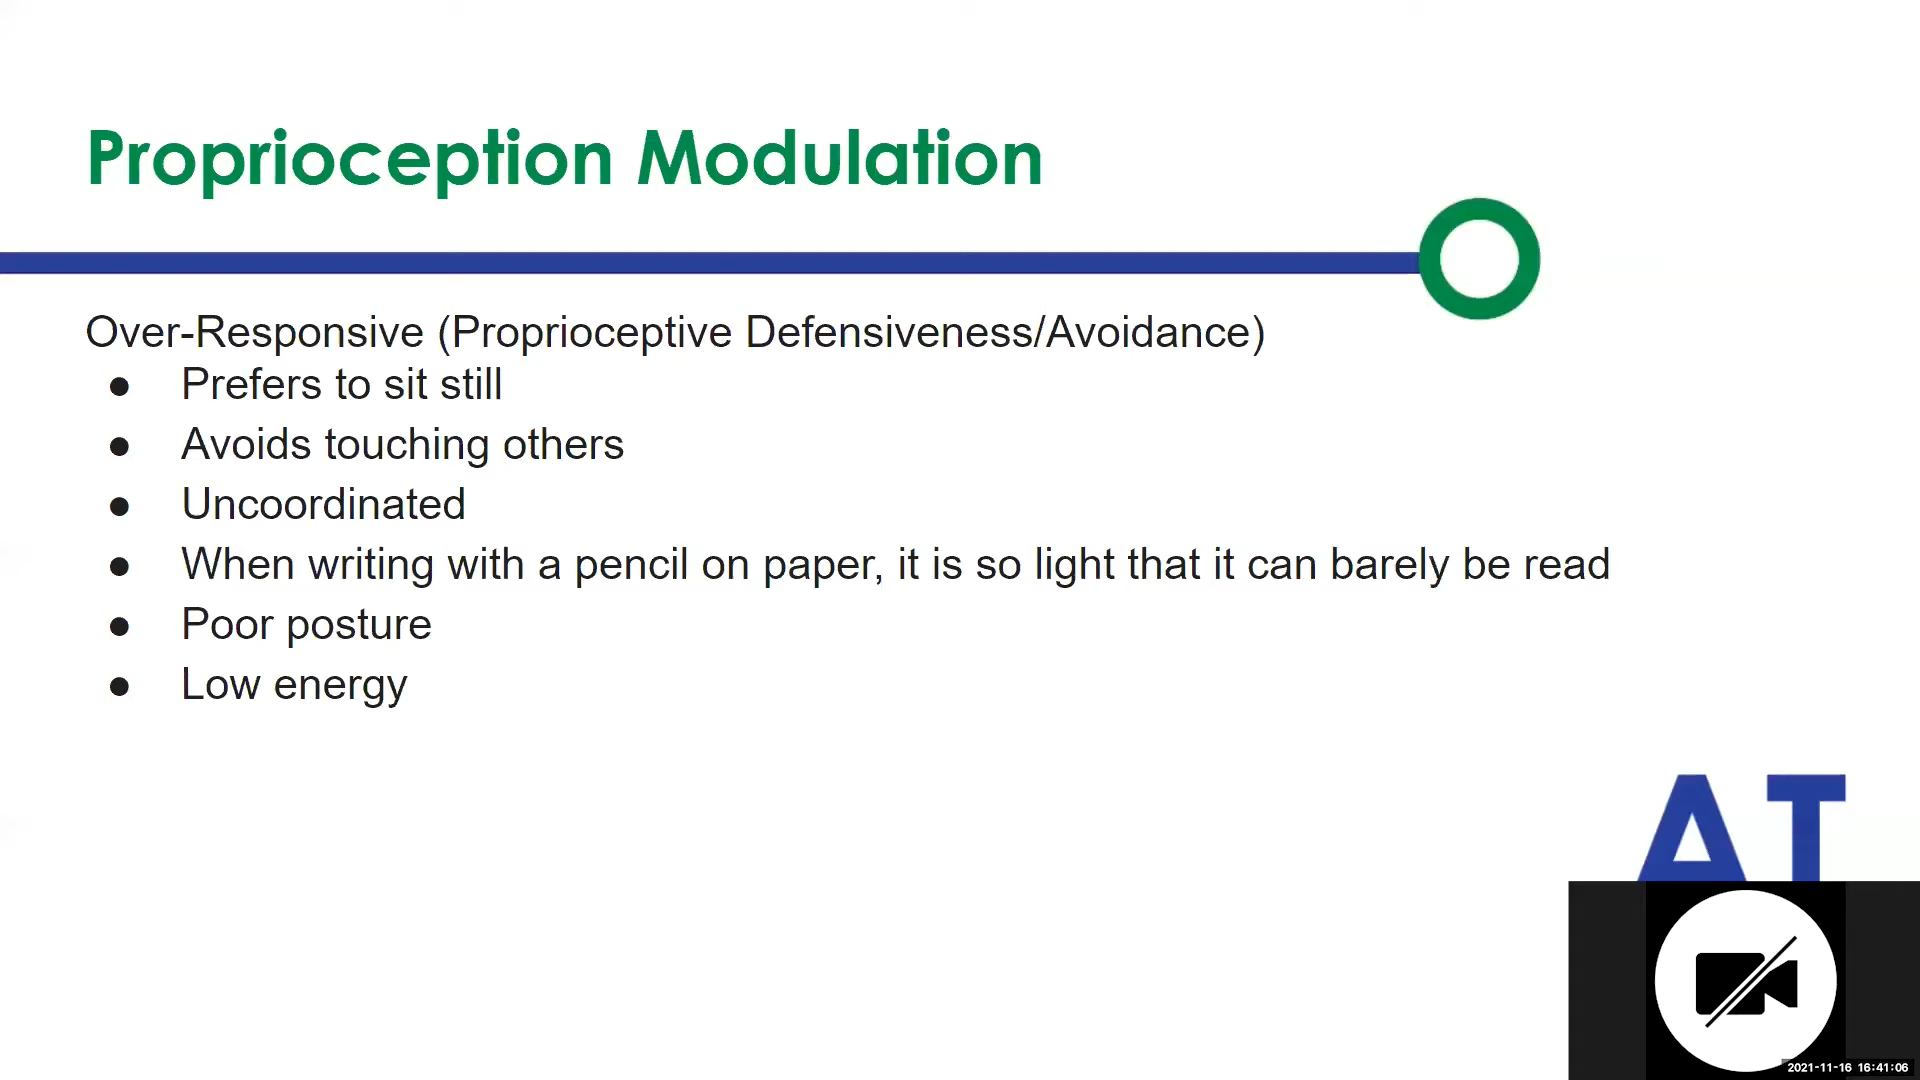 Proprioception Modulation
Over-Responsive (Proprioceptive Defensiveness/Avoidance)
● Prefers to sit still
● Avoids touching others
● Uncoordinated
● When writing with a pencil on paper, it is so light that it can barely be read
● Poor posture
● Low energy
AT
2021-11-16 16:41:06